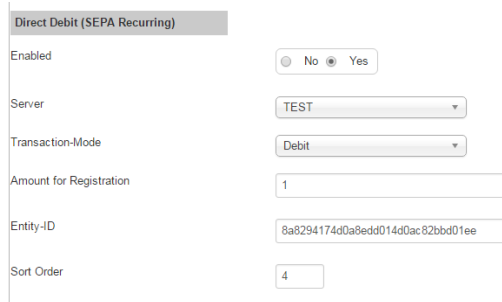 Direct Debit (SEPA Recurring)
Enabled No Yes
Server TEST
Transaction-Mode Debit
Amount for Registration 1
Entity-ID 8a8294174d0a8edd014d0ac82bbd01ee
Sort Order 4